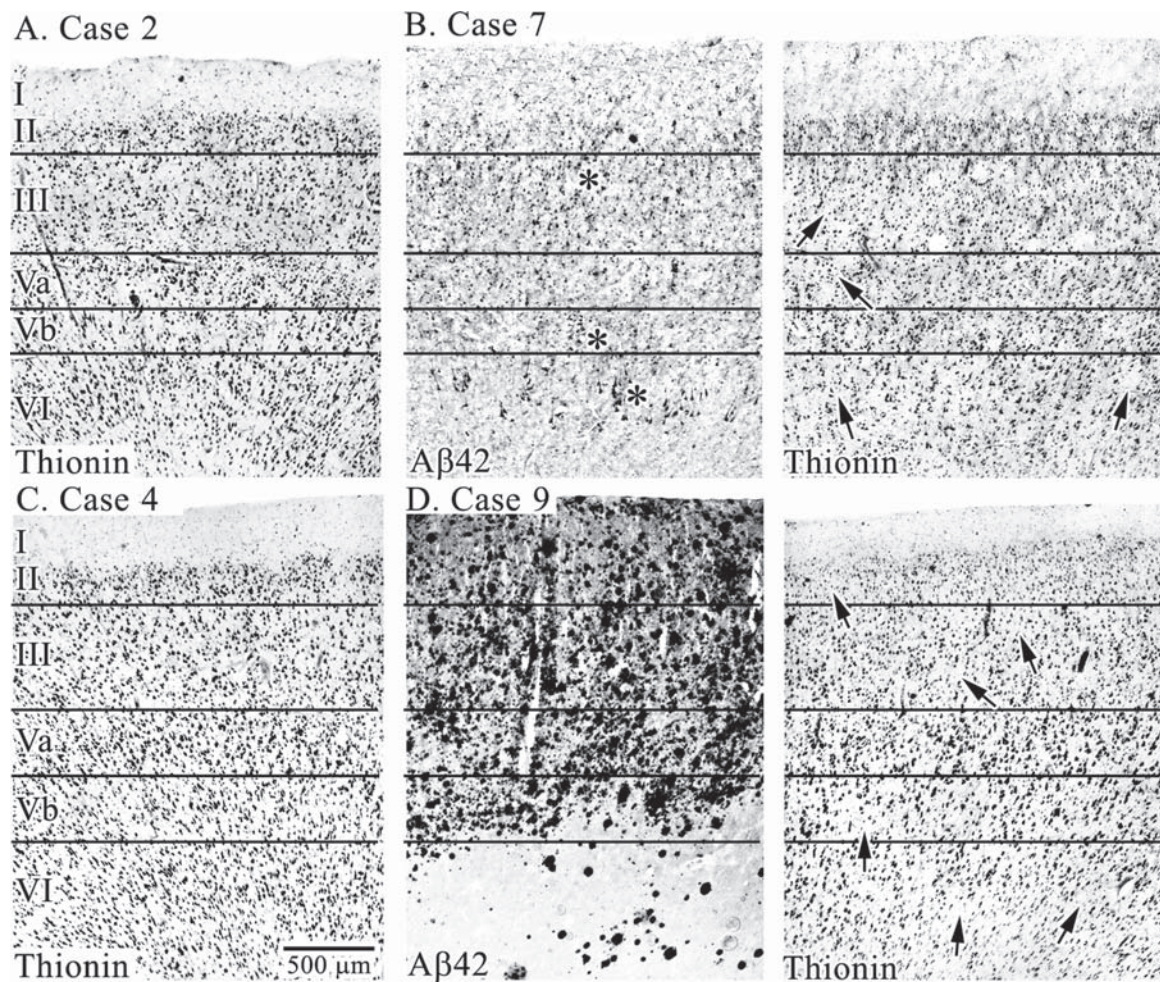 A. Case 2
B. Case 7
I
II
III
Va
Vb
VI
*
*
*
Thionin
Aβ42
Thionin
C. Case 4
D. Case 9
I
II
III
Va
Vb
VI
Thionin
500 μm
Aβ42
Thionin